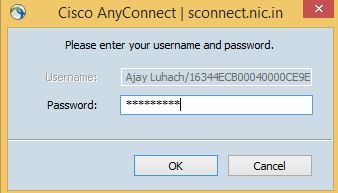 Cisco AnyConnect | sconnect.nic.in
Please enter your username and password.
Username: Ajay Luhach/16344ECB00040000CE9E
Password: *********
OK Cancel